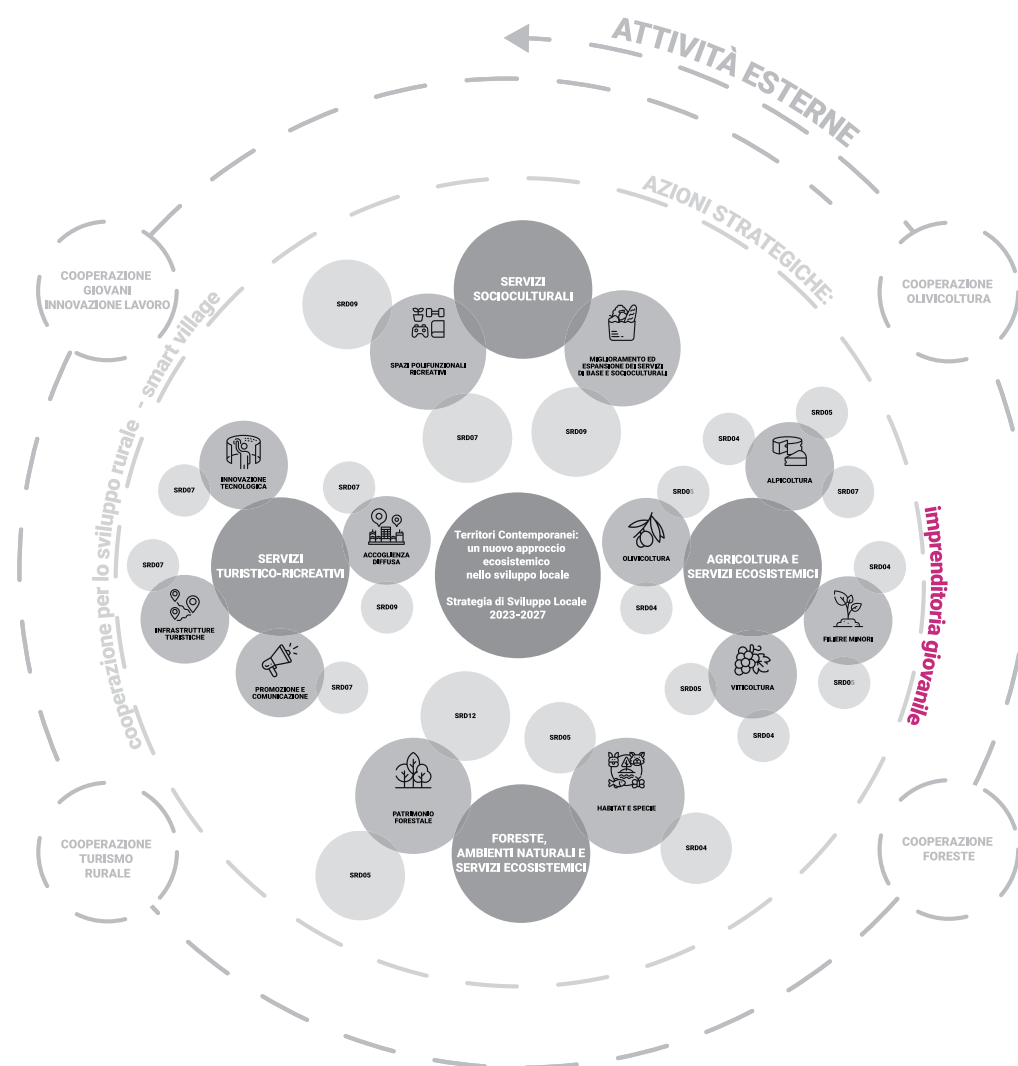 ATTIVITÀ ESTERNE
AZIONI STRATEGICHE:
imprenditoria giovanile
cooperazione per lo sviluppo rurale - smart village
COOPERAZIONE
GIOVANI
INNOVAZIONE LAVORO
COOPERAZIONE
OLIVICOLTURA
SERVIZI
SOCIOCULTURALI
SRD09
SPAZI POLIFUNZIONALI
RICREATIVI
SRD07
MIGLIORAMENTO ED
ESPANSIONE DEI SERVIZI
DI BASE E SOCIOCULTURALI
SRD09
INNOVAZIONE
TECNOLOGICA
SRD07
SERVIZI
TURISTICO-RICREATIVI
SRD07
ACCOGLIENZA
DIFFUSA
SRD09
SRD07
INFRASTRUTTURE
TURISTICHE
PROMOZIONE E
COMUNICAZIONE
SRD07
Territori Contemporanei:
un nuovo approccio
ecosistemico
nello sviluppo locale
Strategia di Sviluppo Locale
2023-2027
SRD05
SRD04
ALPICOLTURA
SRD07
SRD05
OLIVICOLTURA
SRD04
AGRICOLTURA E
SERVIZI ECOSISTEMICI
SRD04
FILIERE MINORI
SRD05
VITICOLTURA
SRD05
SRD04
SRD12
PATRIMONIO
FORESTALE
SRD05
SRD05
HABITAT E SPECIE
SRD04
FORESTE,
AMBIENTI NATURALI E
SERVIZI ECOSISTEMICI
COOPERAZIONE
TURISMO
RURALE
COOPERAZIONE
FORESTE